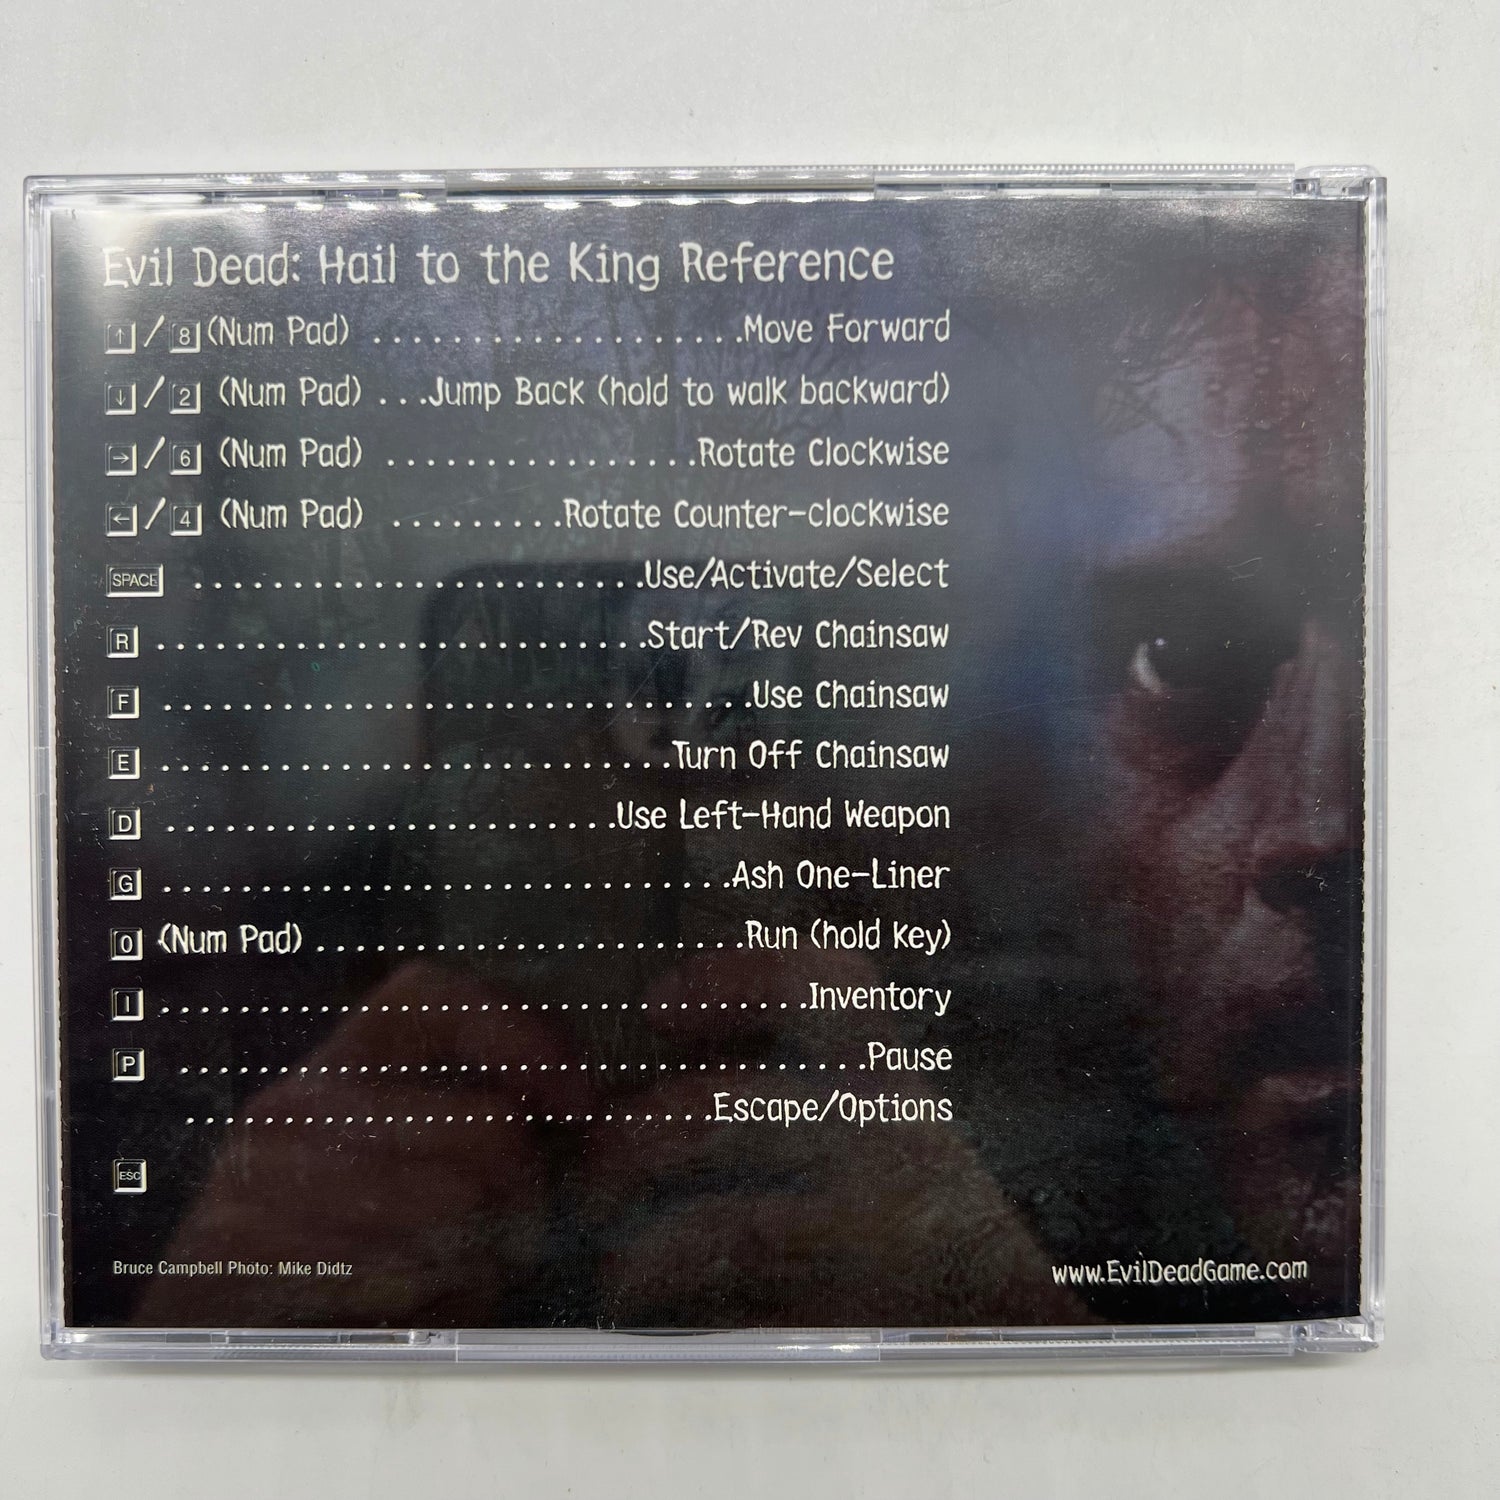 Evil Dead: Hail to the King Reference
↑ / 8 (Num Pad) ...................Move Forward
↓ / 2 (Num Pad) ...Jump Back (hold to walk backward)
→ / 6 (Num Pad) ................Rotate Clockwise
← / 4 (Num Pad) .........Rotate Counter-clockwise
SPACE .......................Use/Activate/Select
R .........................Start/Rev Chainsaw
F ..............................Use Chainsaw
E ..........................Turn Off Chainsaw
D .......................Use Left-Hand Weapon
G .............................Ash One-Liner
0 (Num Pad) ......................Run (hold key)
I .................................Inventory
P ...................................Pause
...........................Escape/Options
ESC
Bruce Campbell Photo: Mike Didtz
www.EvilDeadGame.com